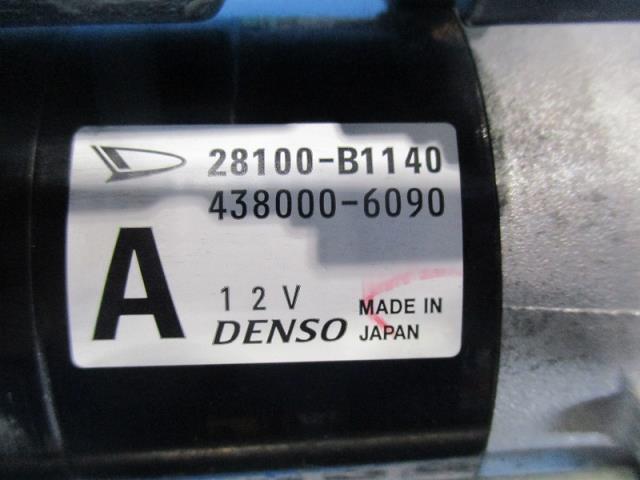 28100-B1140
438000-6090
A
12V
DENSO
MADE IN
JAPAN